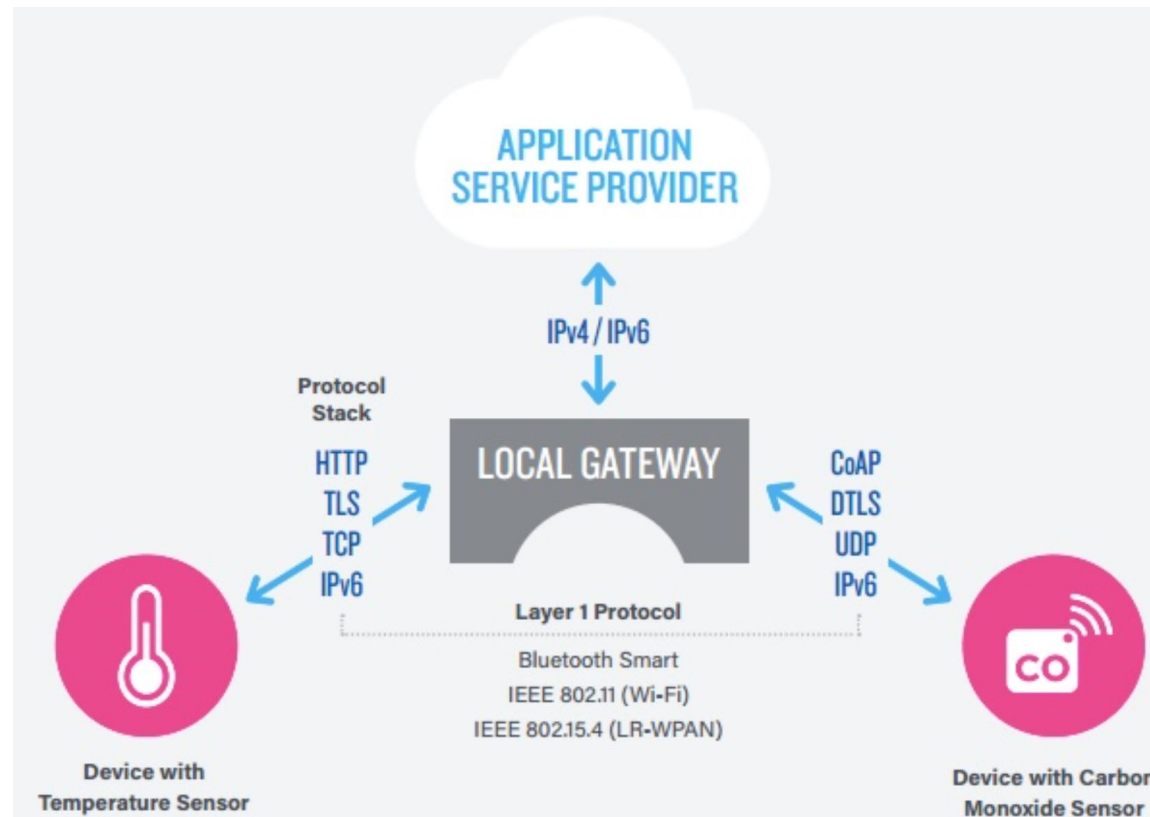 APPLICATION
SERVICE PROVIDER
IPv4 / IPv6
Protocol
Stack
HTTP
TLS
TCP
IPv6
LOCAL GATEWAY
CoAP
DTLS
UDP
IPv6
Layer 1 Protocol
Bluetooth Smart
IEEE 802.11 (Wi-Fi)
IEEE 802.15.4 (LR-WPAN)
CO
Device with
Temperature Sensor
Device with Carbon
Monoxide Sensor